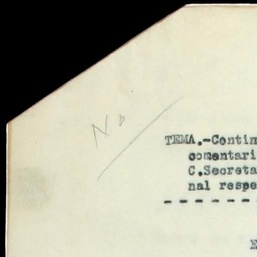 No
TEMA.-Contin
comentari
C.Secreta
nal respe
- - - - - - -
E